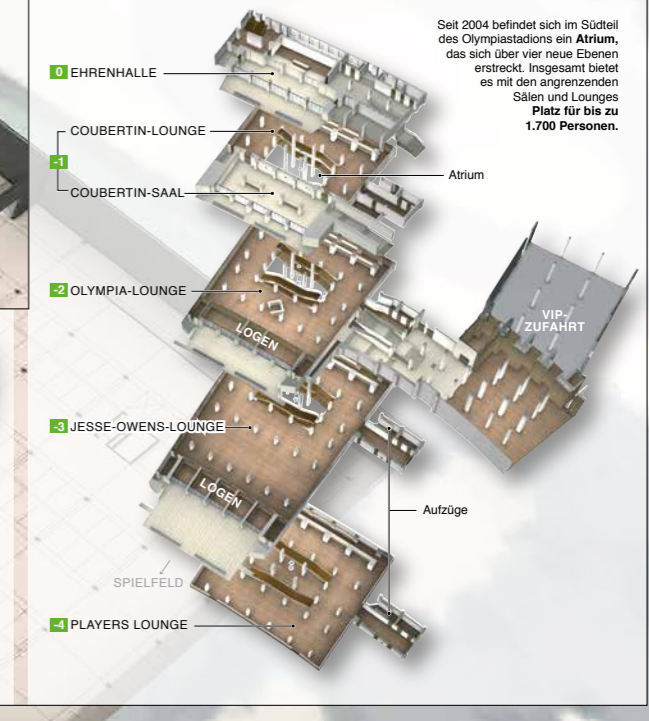 Seit 2004 befindet sich im Südteil
des Olympiastadions ein Atrium,
das sich über vier neue Ebenen
erstreckt. Insgesamt bietet
es mit den angrenzenden
Sälen und Lounges
Platz für bis zu
1.700 Personen.
0 EHRENHALLE
COUBERTIN-LOUNGE
-1
Atrium
COUBERTIN-SAAL
-2 OLYMPIA-LOUNGE
VIP-
ZUFAHRT
LOGEN
-3 JESSE-OWENS-LOUNGE
LOGEN
Aufzüge
SPIELFELD
-4 PLAYERS LOUNGE